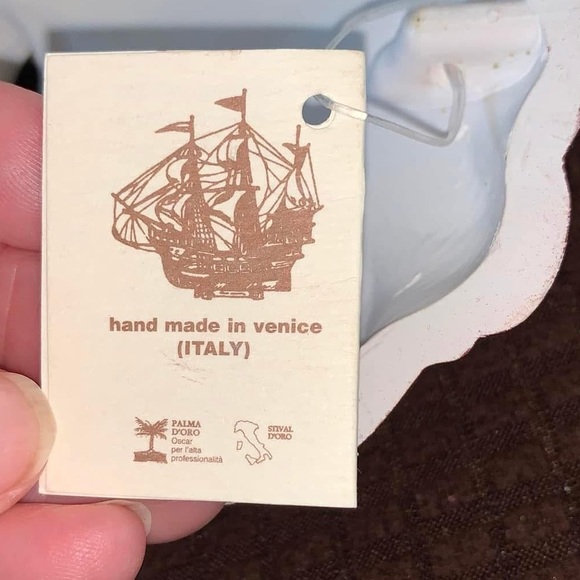 hand made in venice
(ITALY)
PALMA
D'ORO
Oscar
per l'alta
professionalità
STIVAL
D'ORO